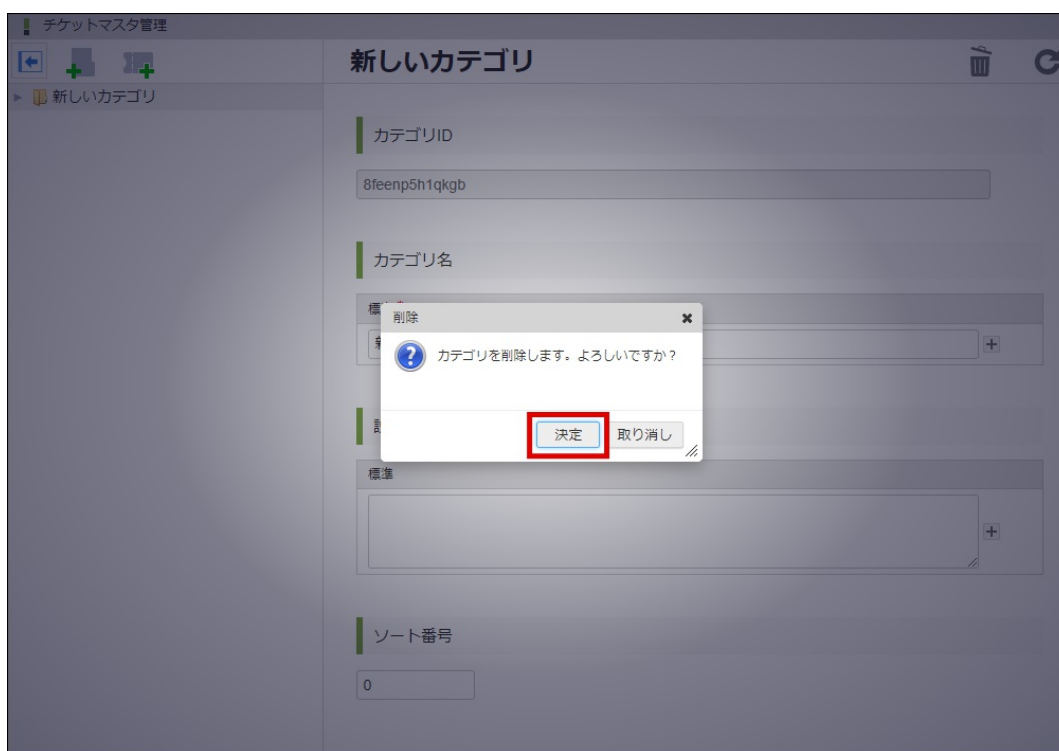 チケットマスタ管理
新しいカテゴリ
新しいカテゴリ
カテゴリID
8feenp5h1qkgb
カテゴリ名
削除
カテゴリを削除します。よろしいですか？
決定
取り消し
標準
ソート番号
0